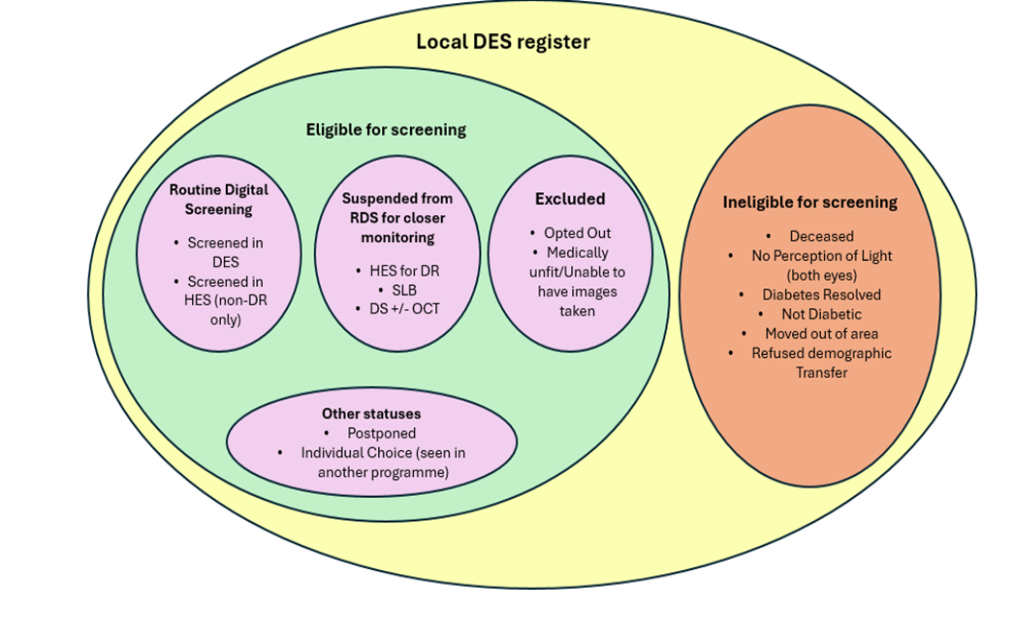 Local DES register
Eligible for screening
Routine Digital
Screening
• Screened in
DES
• Screened in
HES (non-DR
only)
Suspended from
RDS for closer
monitoring
• HES for DR
• SLB
• DS +/- OCT
Excluded
• Opted Out
• Medically
unfit/Unable to
have images
taken
Other statuses
• Postponed
• Individual Choice (seen in
another programme)
Ineligible for screening
• Deceased
• No Perception of Light
(both eyes)
• Diabetes Resolved
• Not Diabetic
• Moved out of area
• Refused demographic
Transfer